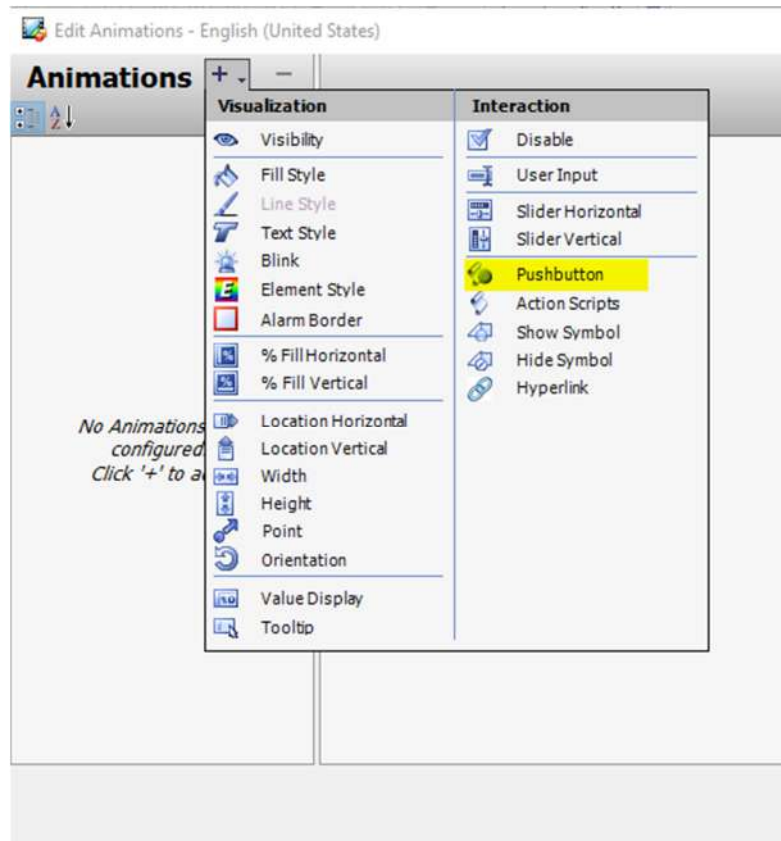 Edit Animations - English (United States)
Animations
Visualization
Visibility
Fill Style
Line Style
Text Style
Blink
Element Style
Alarm Border
% Fill Horizontal
% Fill Vertical
Location Horizontal
Location Vertical
Width
Height
Point
Orientation
Value Display
Tooltip
Interaction
Disable
User Input
Slider Horizontal
Slider Vertical
Pushbutton
Action Scripts
Show Symbol
Hide Symbol
Hyperlink
No Animations
configured
Click '+' to a